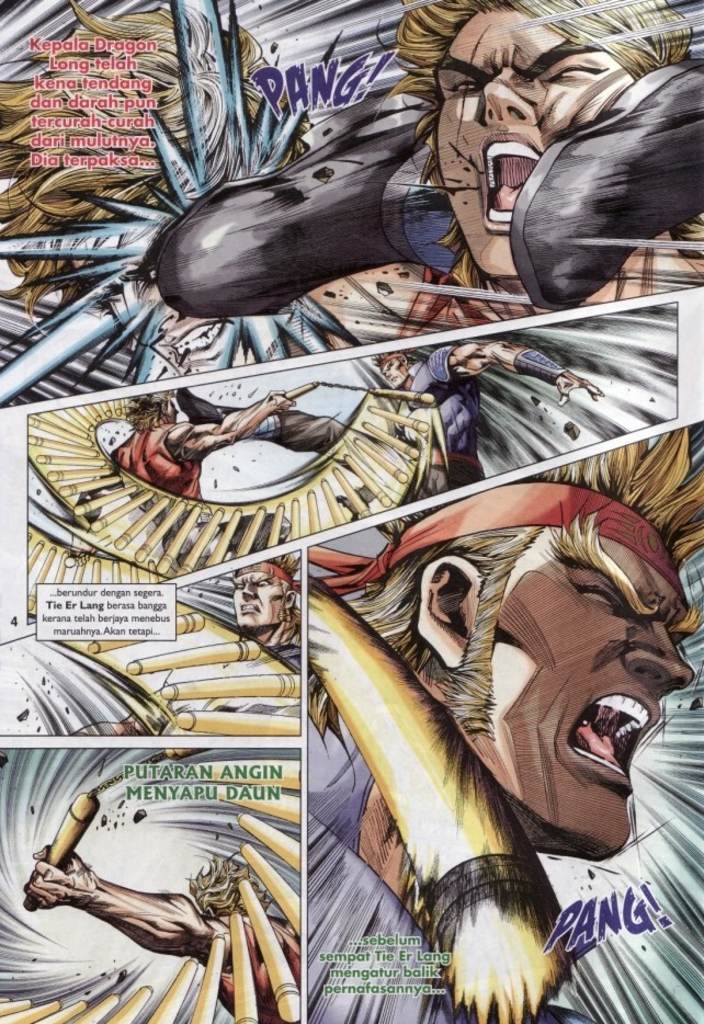 Kepala Dragon
Long telah
kena tendang
dan darah pun
tercurah-curah
dari mulutnya.
Dia terpaksa...
PANG!
...berundur dengan segera.
Tie Er Lang berasa bangga
kerana telah berjaya menebus
maruahnya. Akan tetapi...
4
PUTARAN ANGIN
MENYAPU DAUN
...sebelum
sempat Tie Er Lang
mengatur balik
pernafasannya...
PANG!